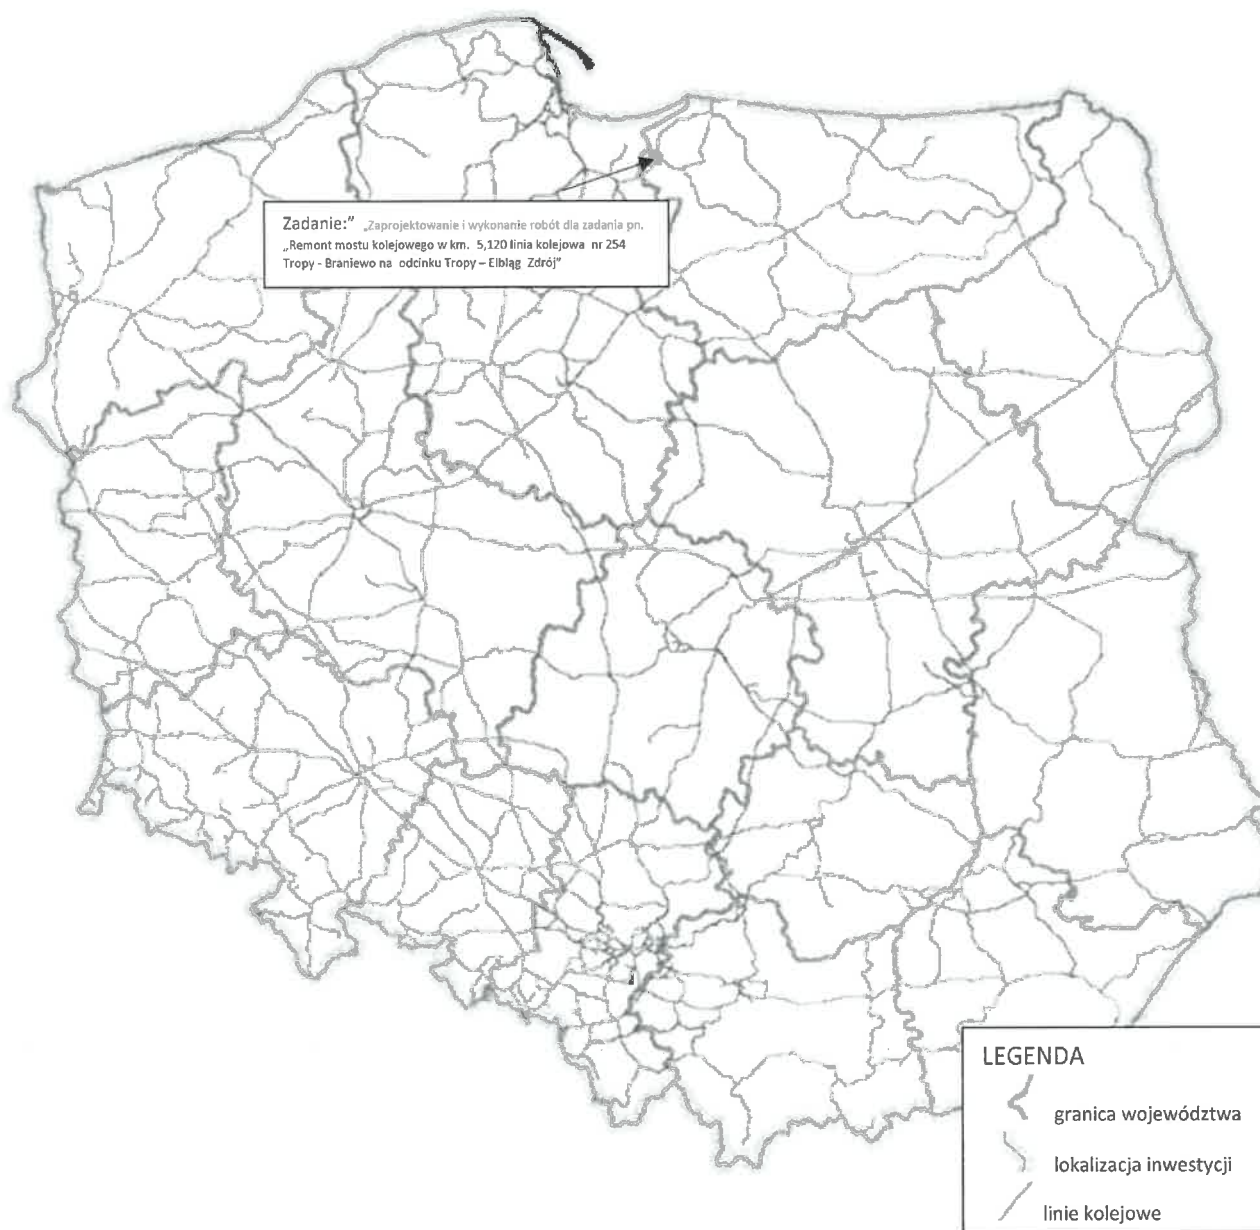 Zadanie:” „Zaprojektowanie i wykonanie robót dla zadania pn.
„Remont mostu kolejowego w km. 5,120 linia kolejowa nr 254
Tropy - Braniewo na odcinku Tropy – Elbląg Zdrój”
LEGENDA
granica województwa
lokalizacja inwestycji
linie kolejowe